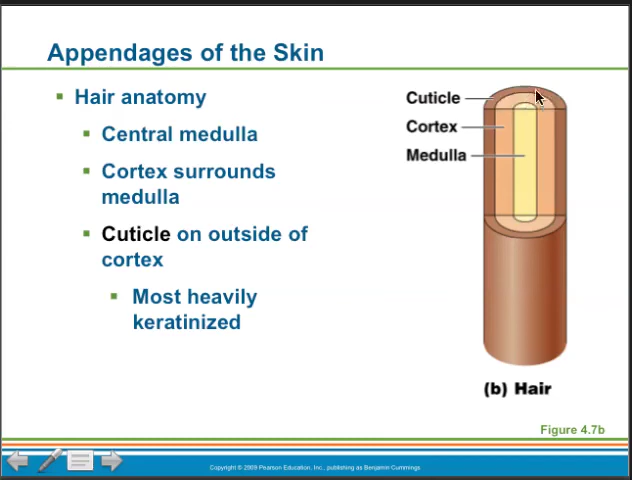 Appendages of the Skin
Hair anatomy
Central medulla
Cortex surrounds
medulla
Cuticle on outside of
cortex
Most heavily
keratinized
Cuticle
Cortex
Medulla
(b) Hair
Figure 4.7b
Copyright © 2009 Pearson Education, Inc., publishing as Benjamin Cummings